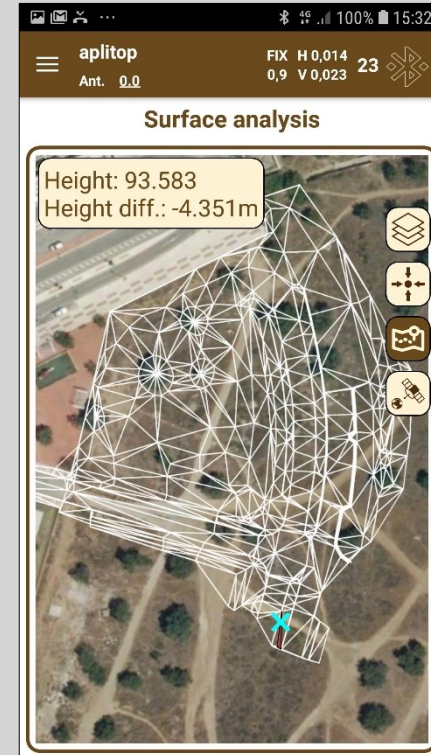 4G
100%
15:32
aplitop
Ant. 0.0
FIX H 0,014
0,9 V 0,023
23
Surface analysis
Height: 93.583
Height diff.: -4.351m